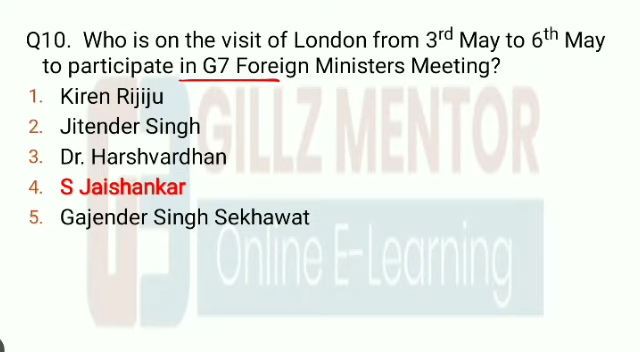 Q10. Who is on the visit of London from 3rd May to 6th May
to participate in G7 Foreign Ministers Meeting?
1. Kiren Rijiju
2. Jitender Singh
3. Dr. Harshvardhan
4. S Jaishankar
5. Gajender Singh Sekhawat
GILLZ MENTOR
Online E-Learning